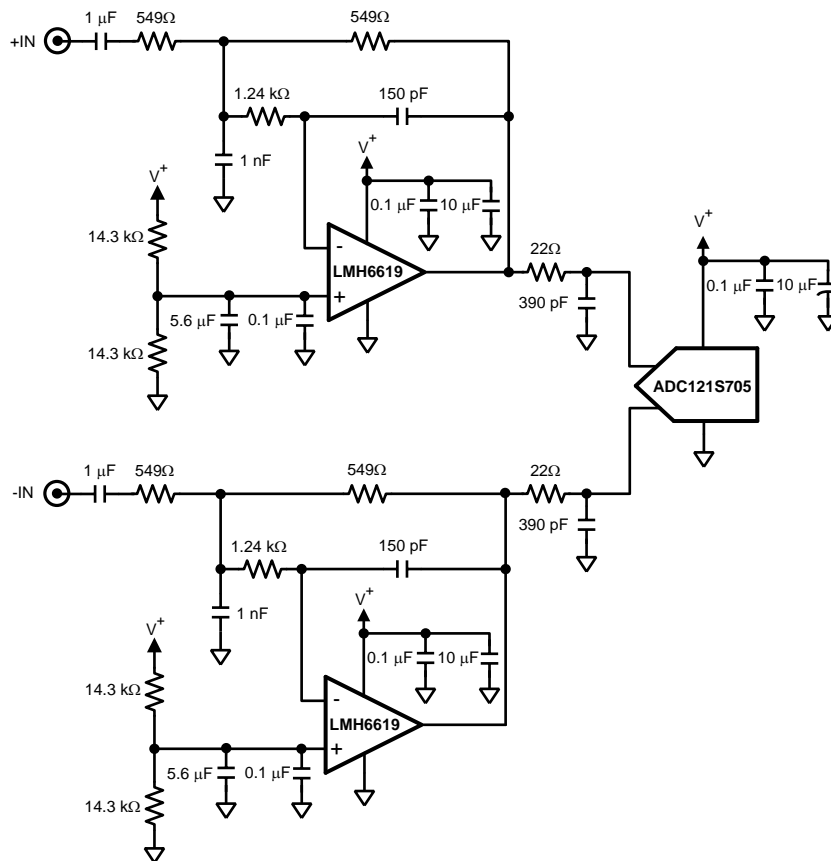 1 μF
549Ω
549Ω
+IN
1.24 kΩ
150 pF
1 nF
V+
V+
0.1 μF
10 μF
14.3 kΩ
-
LMH6619
+
22Ω
V+
0.1 μF
10 μF
5.6 μF
0.1 μF
390 pF
14.3 kΩ
ADC121S705
1 μF
549Ω
549Ω
22Ω
-IN
390 pF
1.24 kΩ
150 pF
1 nF
V+
V+
0.1 μF
10 μF
14.3 kΩ
-
LMH6619
+
5.6 μF
0.1 μF
14.3 kΩ